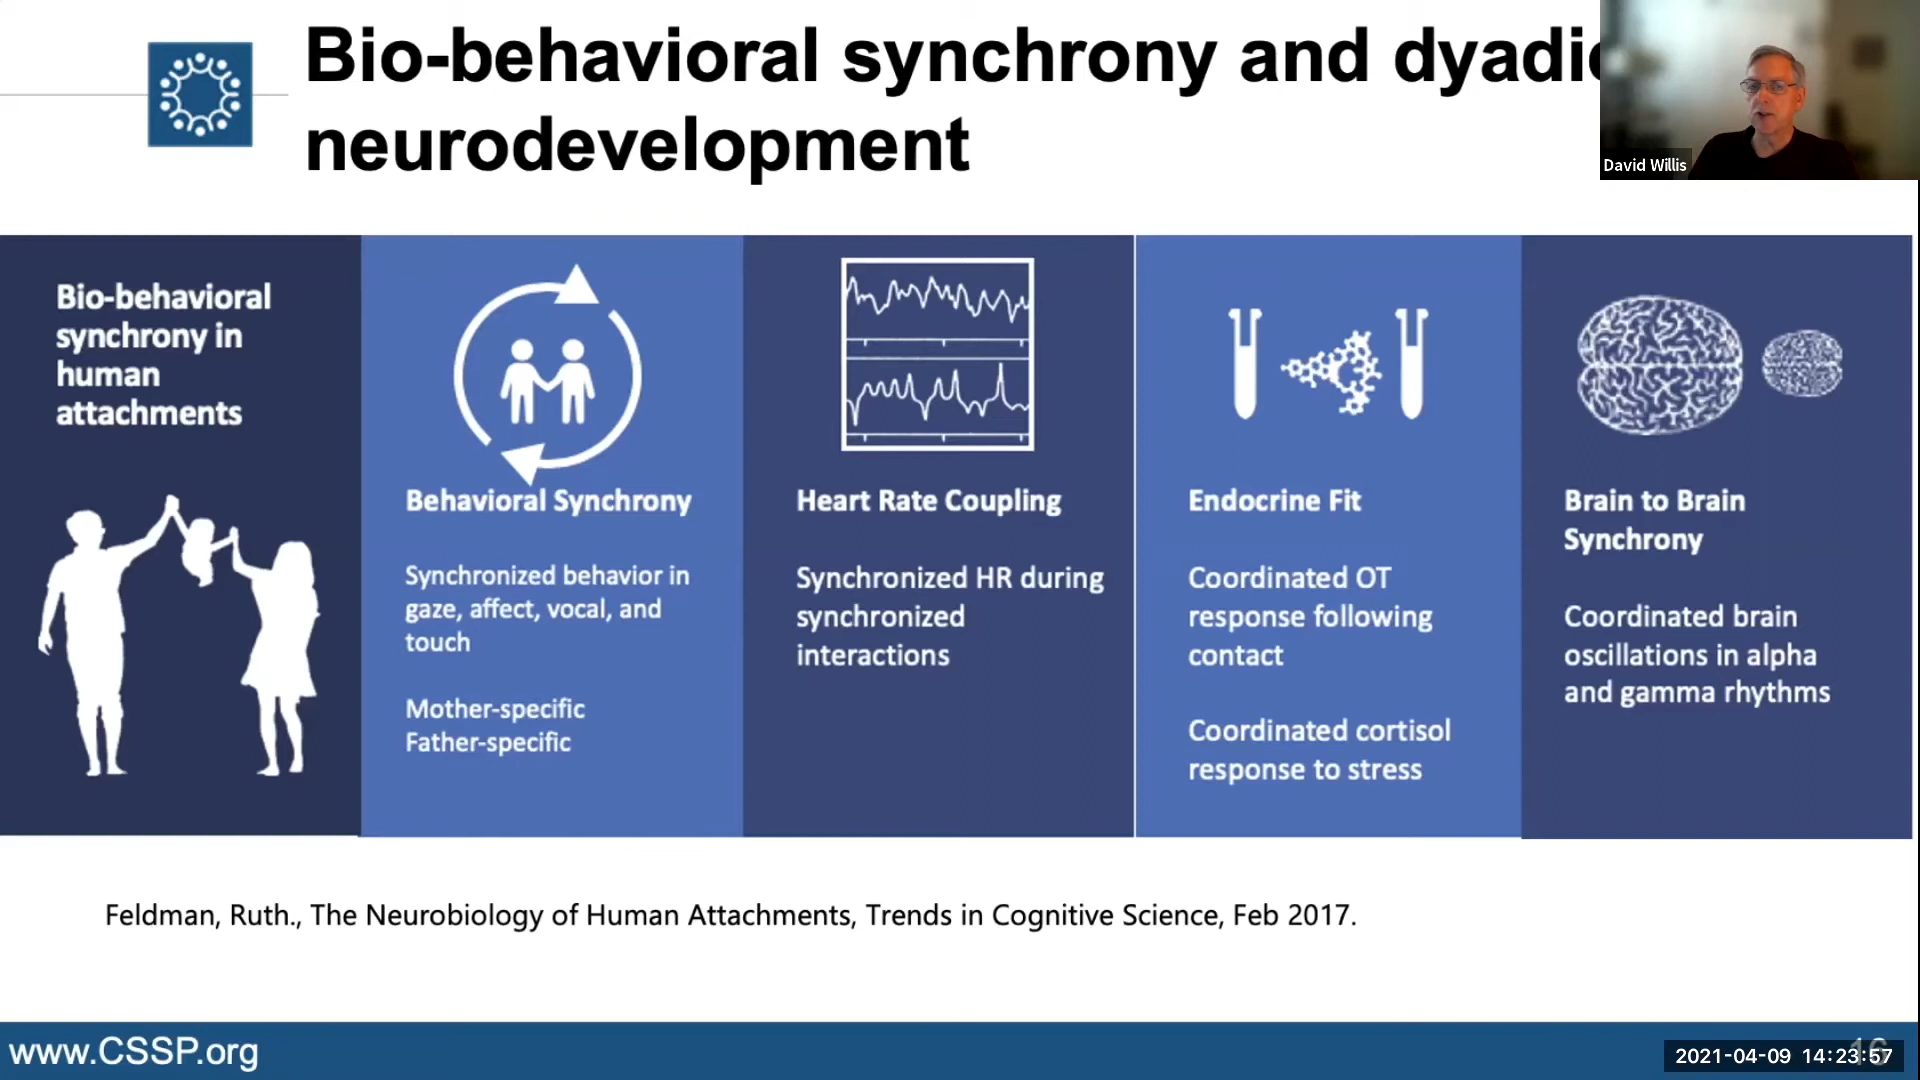 Bio-behavioral synchrony and dyadic
neurodevelopment
David Willis
Bio-behavioral
synchrony in
human
attachments
Behavioral Synchrony
Synchronized behavior in
gaze, affect, vocal, and
touch
Mother-specific
Father-specific
Heart Rate Coupling
Synchronized HR during
synchronized
interactions
Endocrine Fit
Coordinated OT
response following
contact
Coordinated cortisol
response to stress
Brain to Brain
Synchrony
Coordinated brain
oscillations in alpha
and gamma rhythms
Feldman, Ruth., The Neurobiology of Human Attachments, Trends in Cognitive Science, Feb 2017.
www.CSSP.org
16
2021-04-09 14:23:57